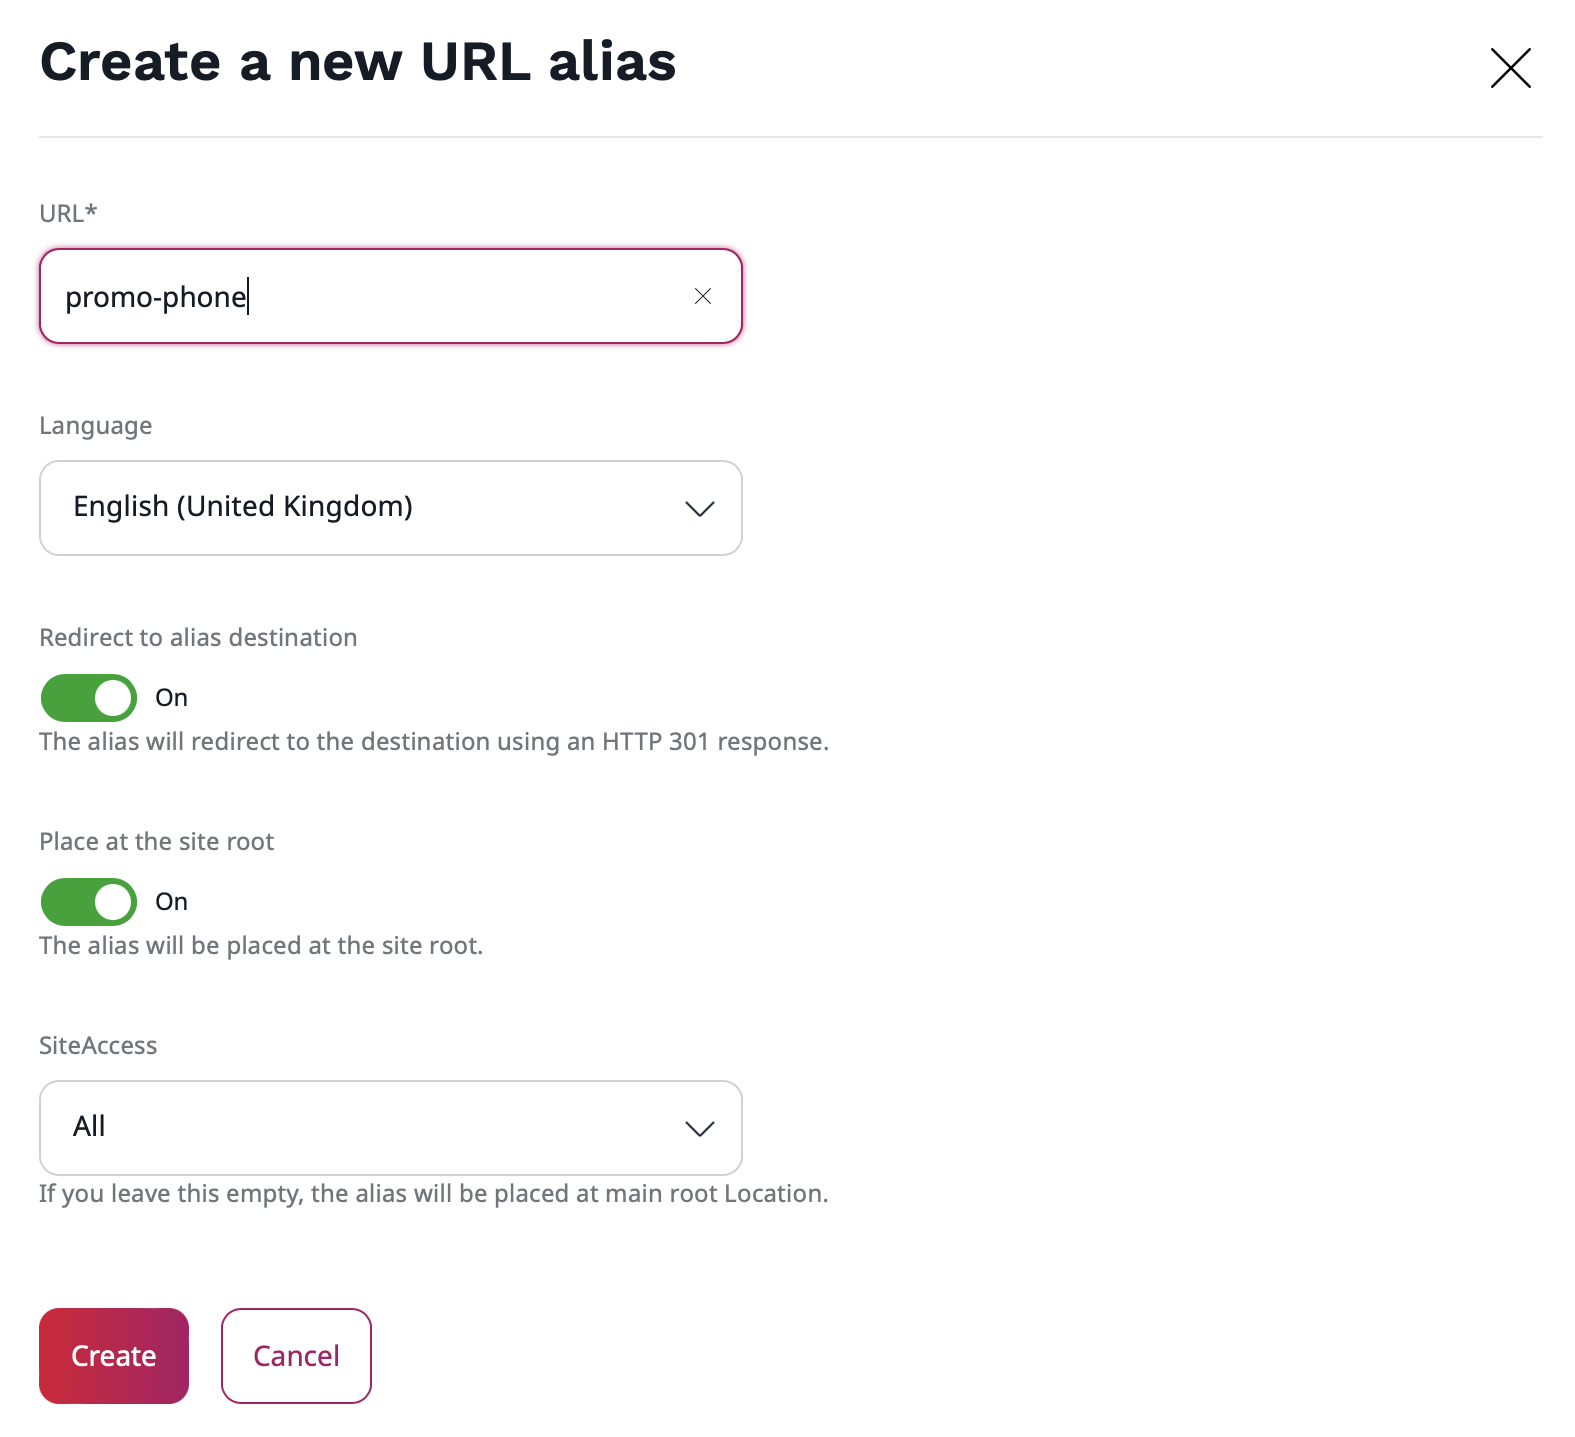 Create a new URL alias
URL*
promo-phone
Language
English (United Kingdom)
Redirect to alias destination
On
The alias will redirect to the destination using an HTTP 301 response.
Place at the site root
On
The alias will be placed at the site root.
SiteAccess
All
If you leave this empty, the alias will be placed at main root Location.
Create
Cancel